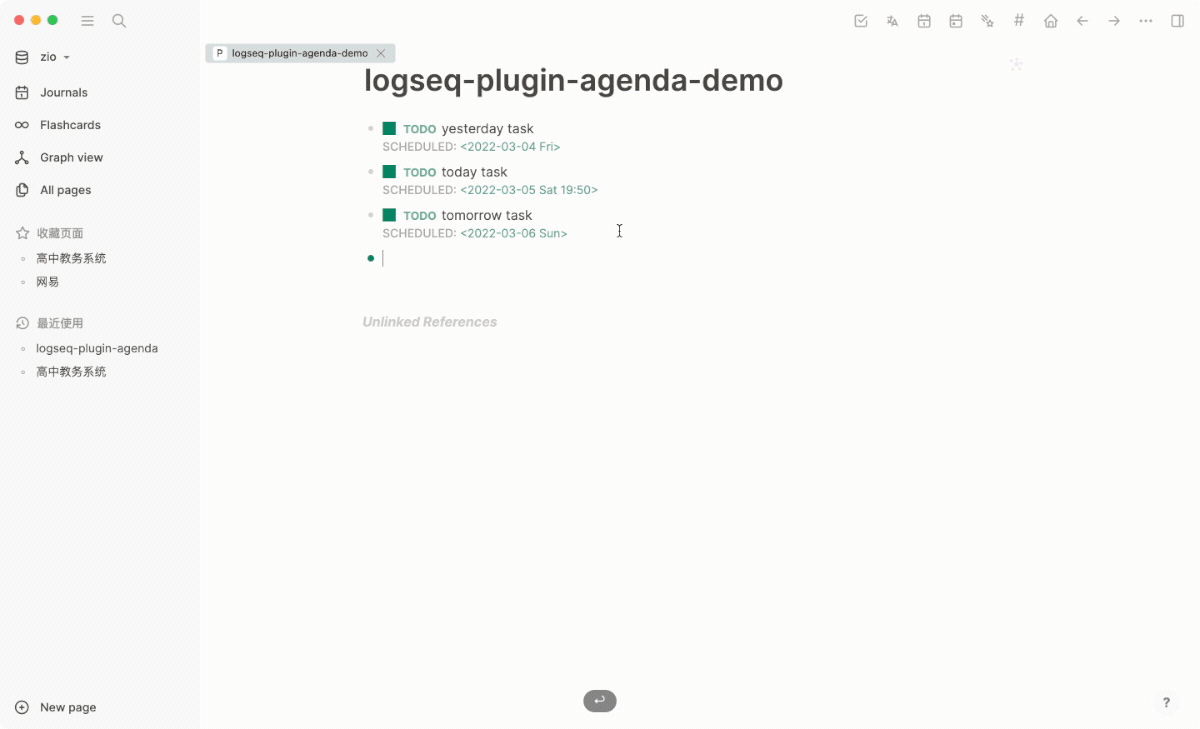 zio
Journals
Flashcards
Graph view
All pages
收藏页面
高中教务系统
网易
最近使用
logseq-plugin-agenda
高中教务系统
New page
P logseq-plugin-agenda-demo
logseq-plugin-agenda-demo
TODO yesterday task
SCHEDULED: <2022-03-04 Fri>
TODO today task
SCHEDULED: <2022-03-05 Sat 19:50>
TODO tomorrow task
SCHEDULED: <2022-03-06 Sun>
Unlinked References
?